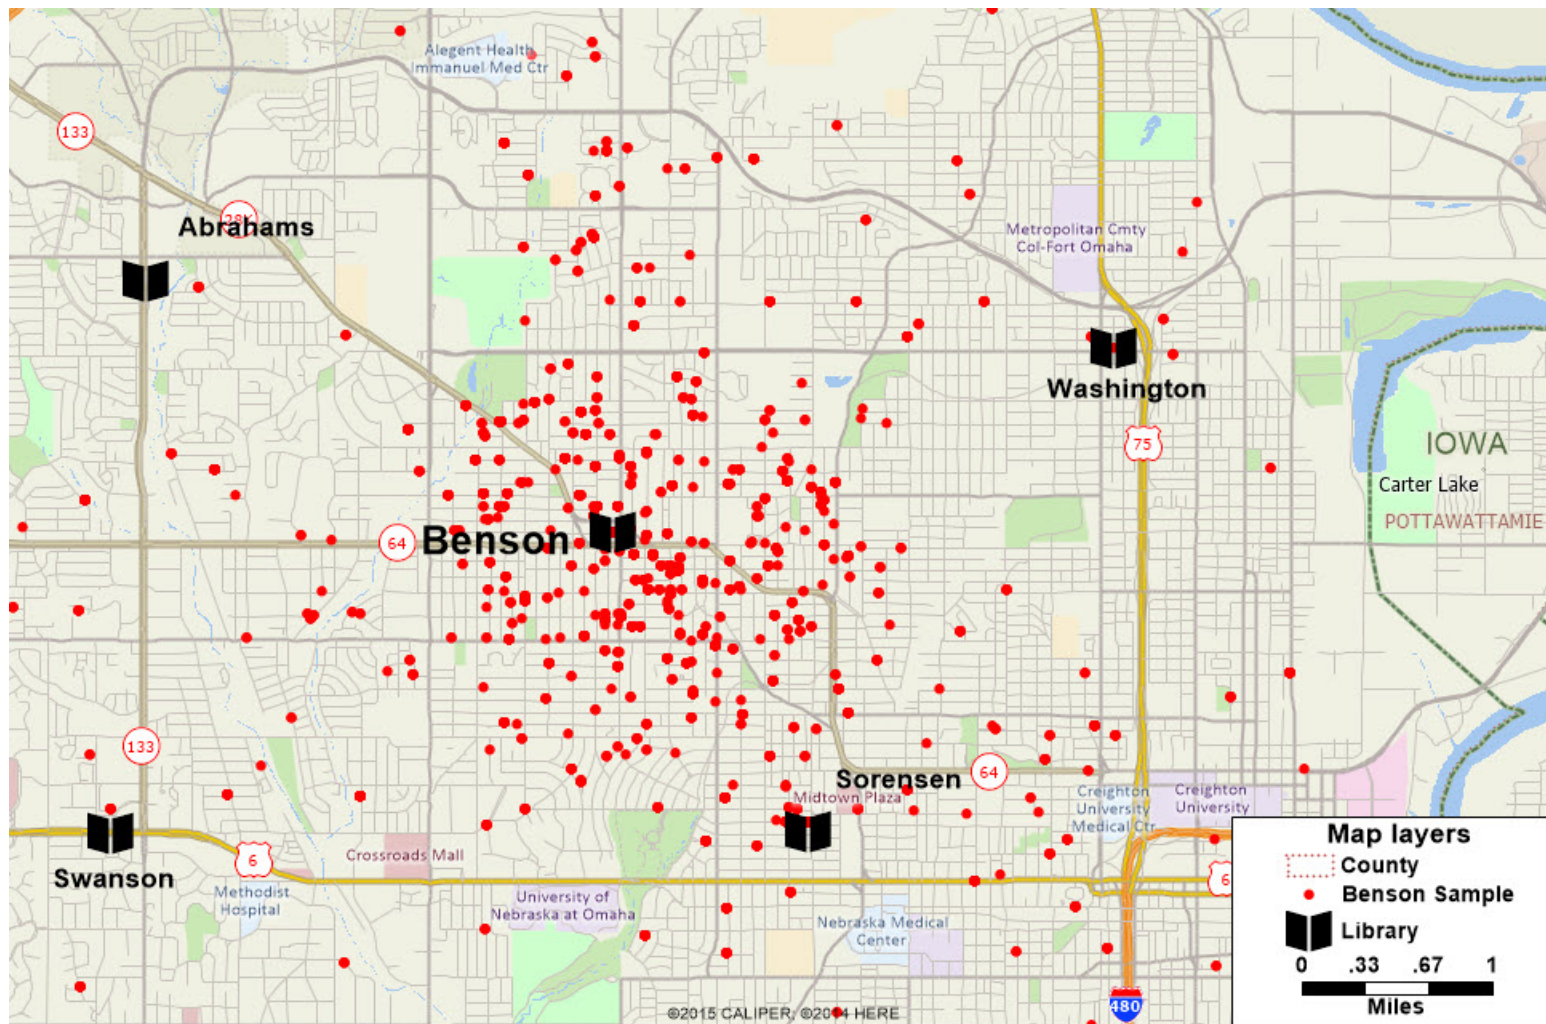 Alegent Health
Immanuel Med Ctr
133
Abrahams
Metropolitan Cmty
Col-Fort Omaha
Washington
75
IOWA
Carter Lake
POTTAWATTAMIE
64
Benson
133
Sorensen
64
Midtown Plaza
Creighton
University
Medical Ctr
Creighton
University
Swanson
6
Crossroads Mall
Methodist
Hospital
University of
Nebraska at Omaha
Nebraska Medical
Center
6
480
Map layers
County
Benson Sample
Library
0 .33 .67 1
Miles
©2015 CALIPER; ©2014 HERE